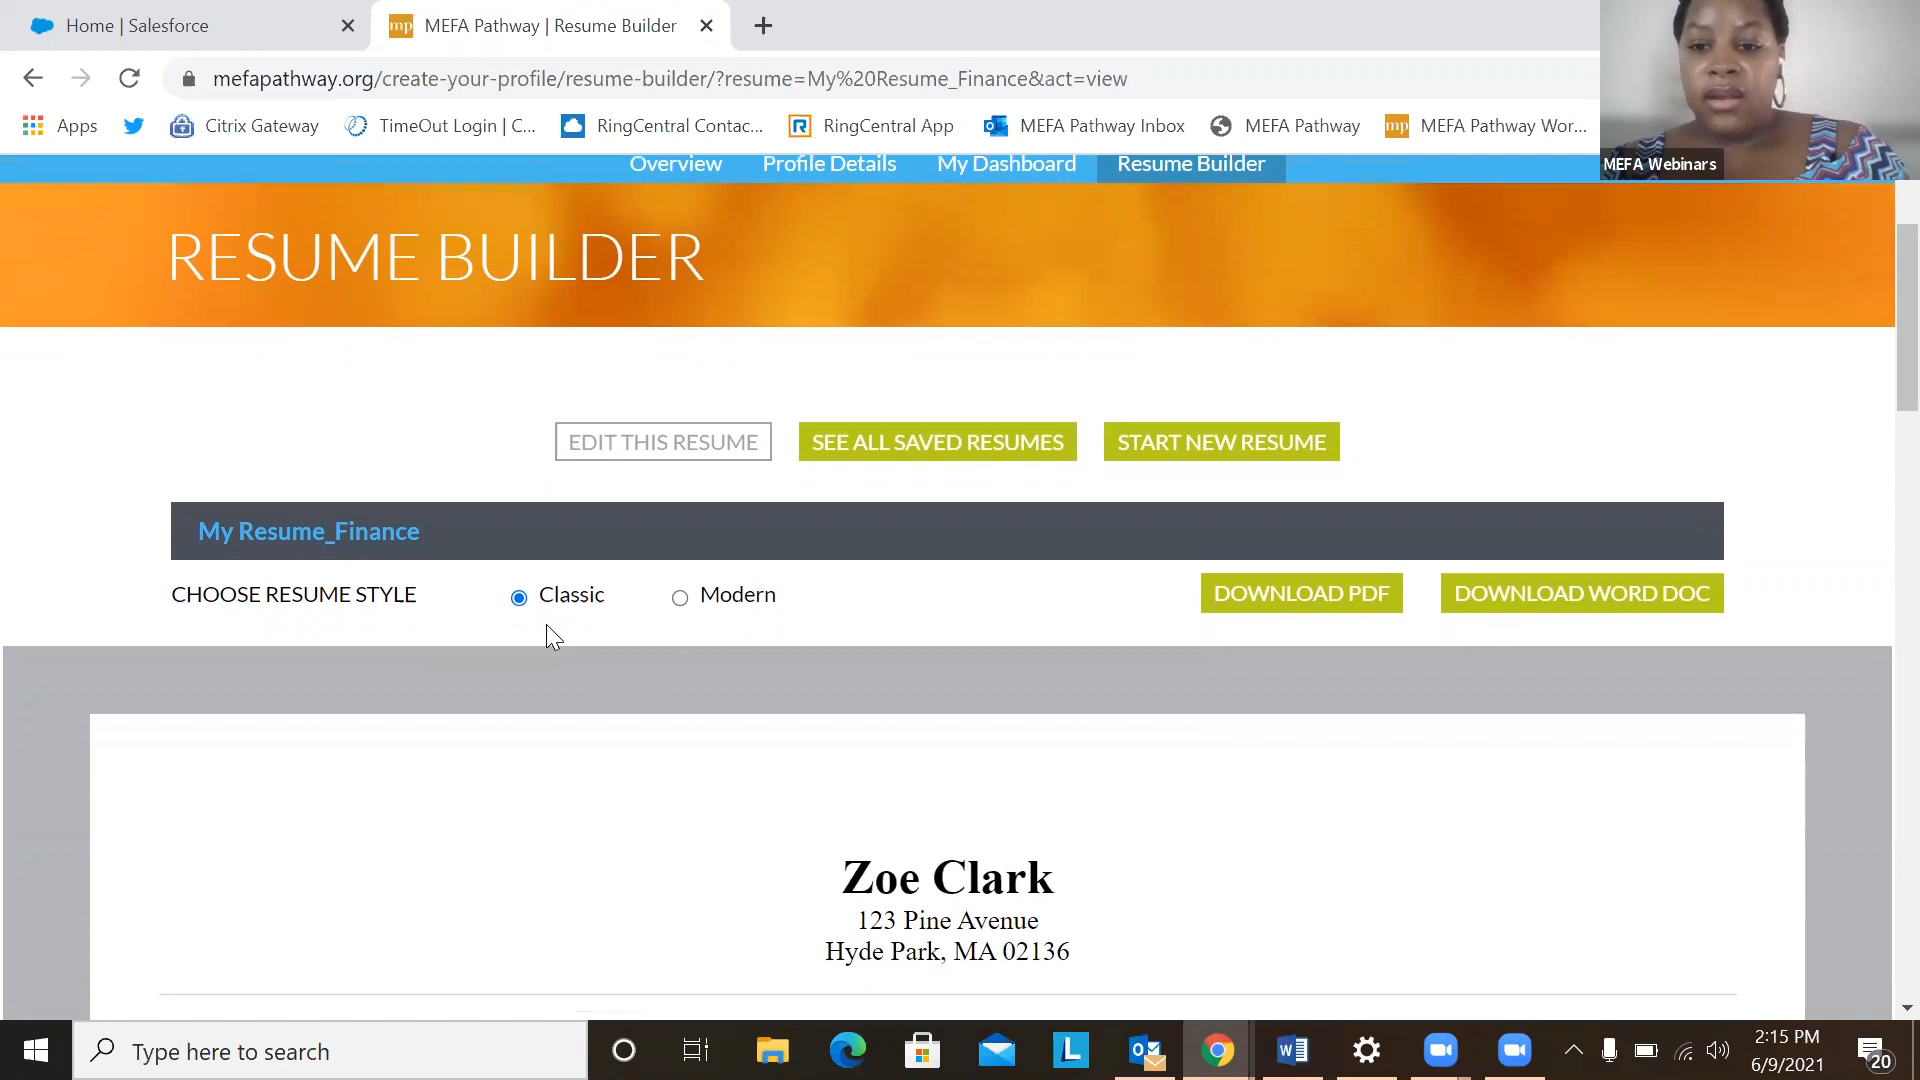 Home | Salesforce
mp MEFA Pathway | Resume Builder
mefapathway.org/create-your-profile/resume-builder/?resume=My%20Resume_Finance&act=view
Apps Citrix Gateway TimeOut Login | C... RingCentral Contac... RingCentral App MEFA Pathway Inbox MEFA Pathway mp MEFA Pathway Wor...
MEFA Webinars
Overview Profile Details My Dashboard Resume Builder
RESUME BUILDER
EDIT THIS RESUME SEE ALL SAVED RESUMES START NEW RESUME
My Resume_Finance
CHOOSE RESUME STYLE Classic Modern DOWNLOAD PDF DOWNLOAD WORD DOC
Zoe Clark
123 Pine Avenue
Hyde Park, MA 02136
Type here to search
2:15 PM
6/9/2021
20